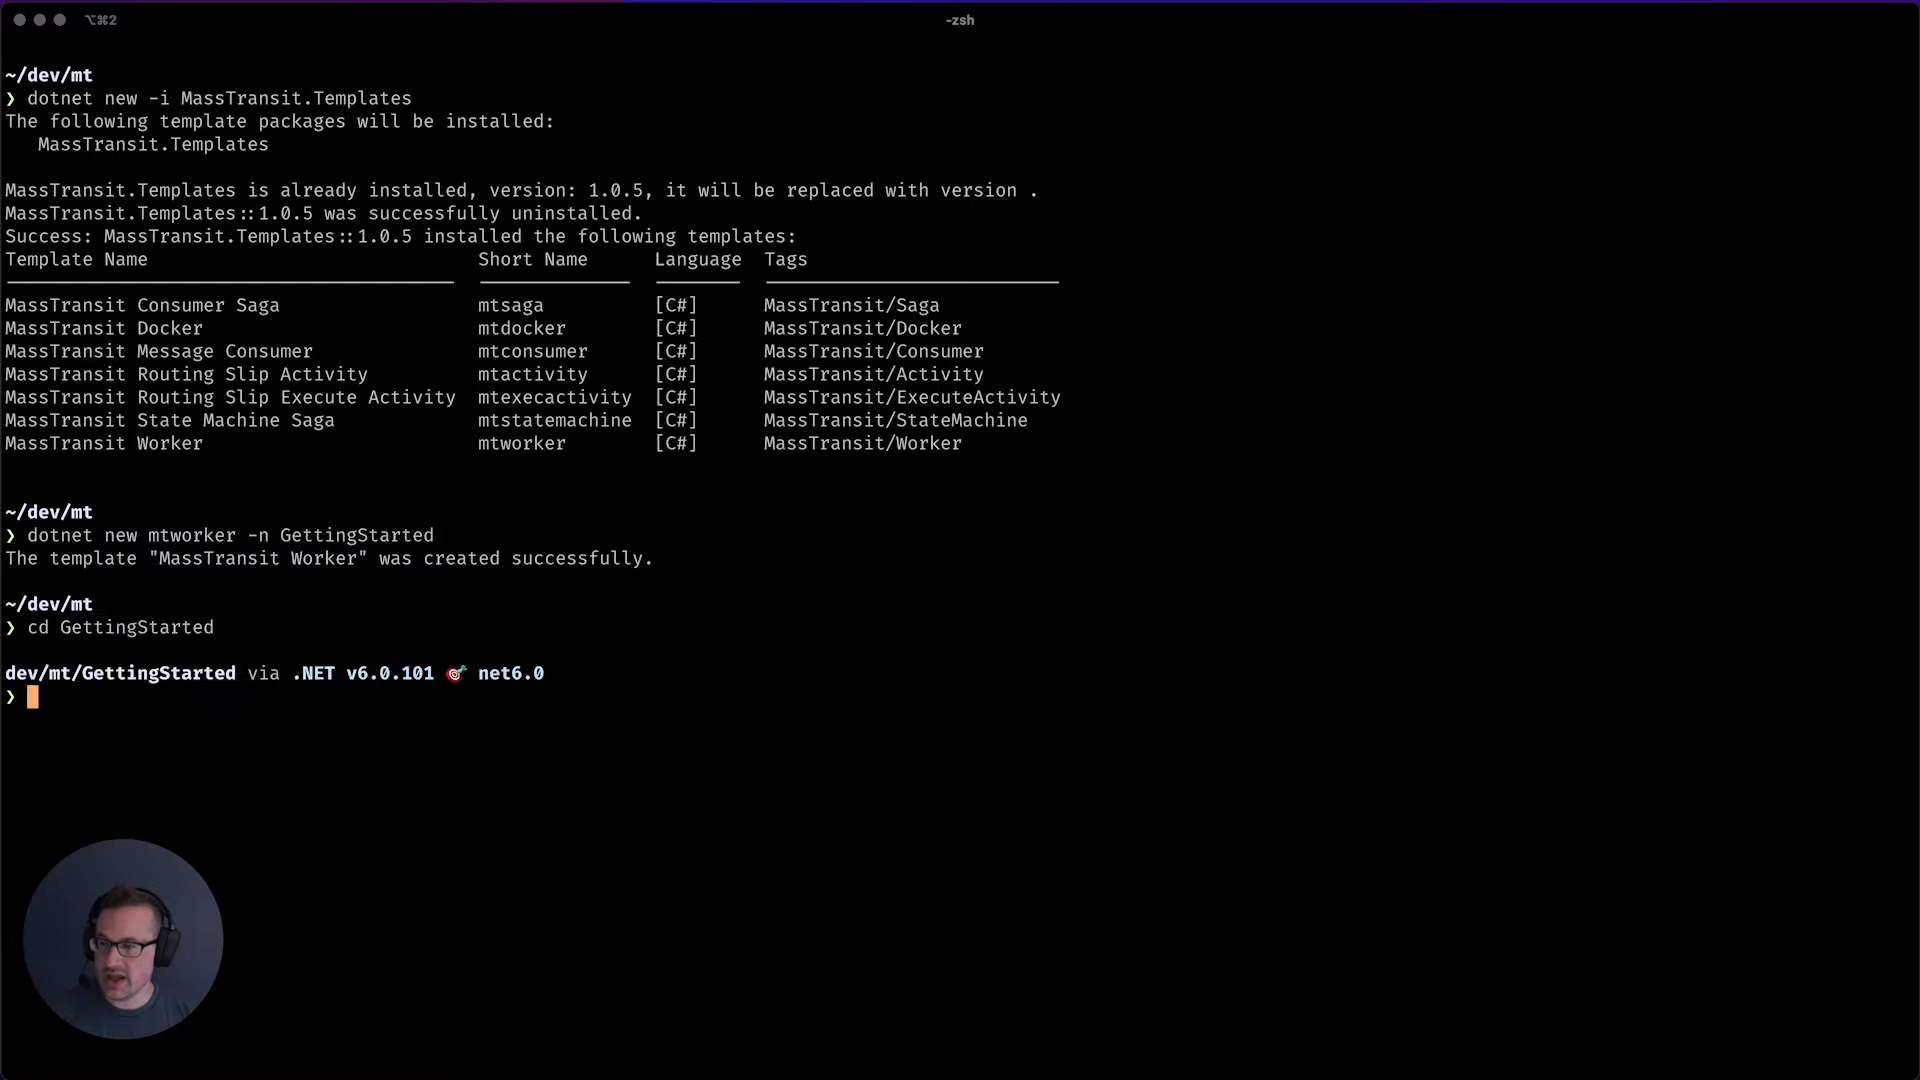 ⌥⌘2
-zsh
~/dev/mt
❯ dotnet new -i MassTransit.Templates
The following template packages will be installed:
   MassTransit.Templates
MassTransit.Templates is already installed, version: 1.0.5, it will be replaced with version .
MassTransit.Templates::1.0.5 was successfully uninstalled.
Success: MassTransit.Templates::1.0.5 installed the following templates:
Template Name   Short Name   Language   Tags
MassTransit Consumer Saga   mtsaga   [C#]   MassTransit/Saga
MassTransit Docker   mtdocker   [C#]   MassTransit/Docker
MassTransit Message Consumer   mtconsumer   [C#]   MassTransit/Consumer
MassTransit Routing Slip Activity   mtactivity   [C#]   MassTransit/Activity
MassTransit Routing Slip Execute Activity   mtexecactivity   [C#]   MassTransit/ExecuteActivity
MassTransit State Machine Saga   mtstatemachine   [C#]   MassTransit/StateMachine
MassTransit Worker   mtworker   [C#]   MassTransit/Worker
~/dev/mt
❯ dotnet new mtworker -n GettingStarted
The template "MassTransit Worker" was created successfully.
~/dev/mt
❯ cd GettingStarted
dev/mt/GettingStarted via .NET v6.0.101 🎯 net6.0
❯